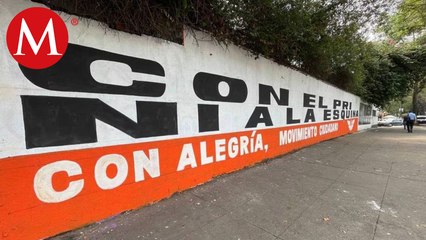 M
CON EL PRI
NI A LA ESQUINA
CON ALEGRÍA, MOVIMIENTO CIUDADANO